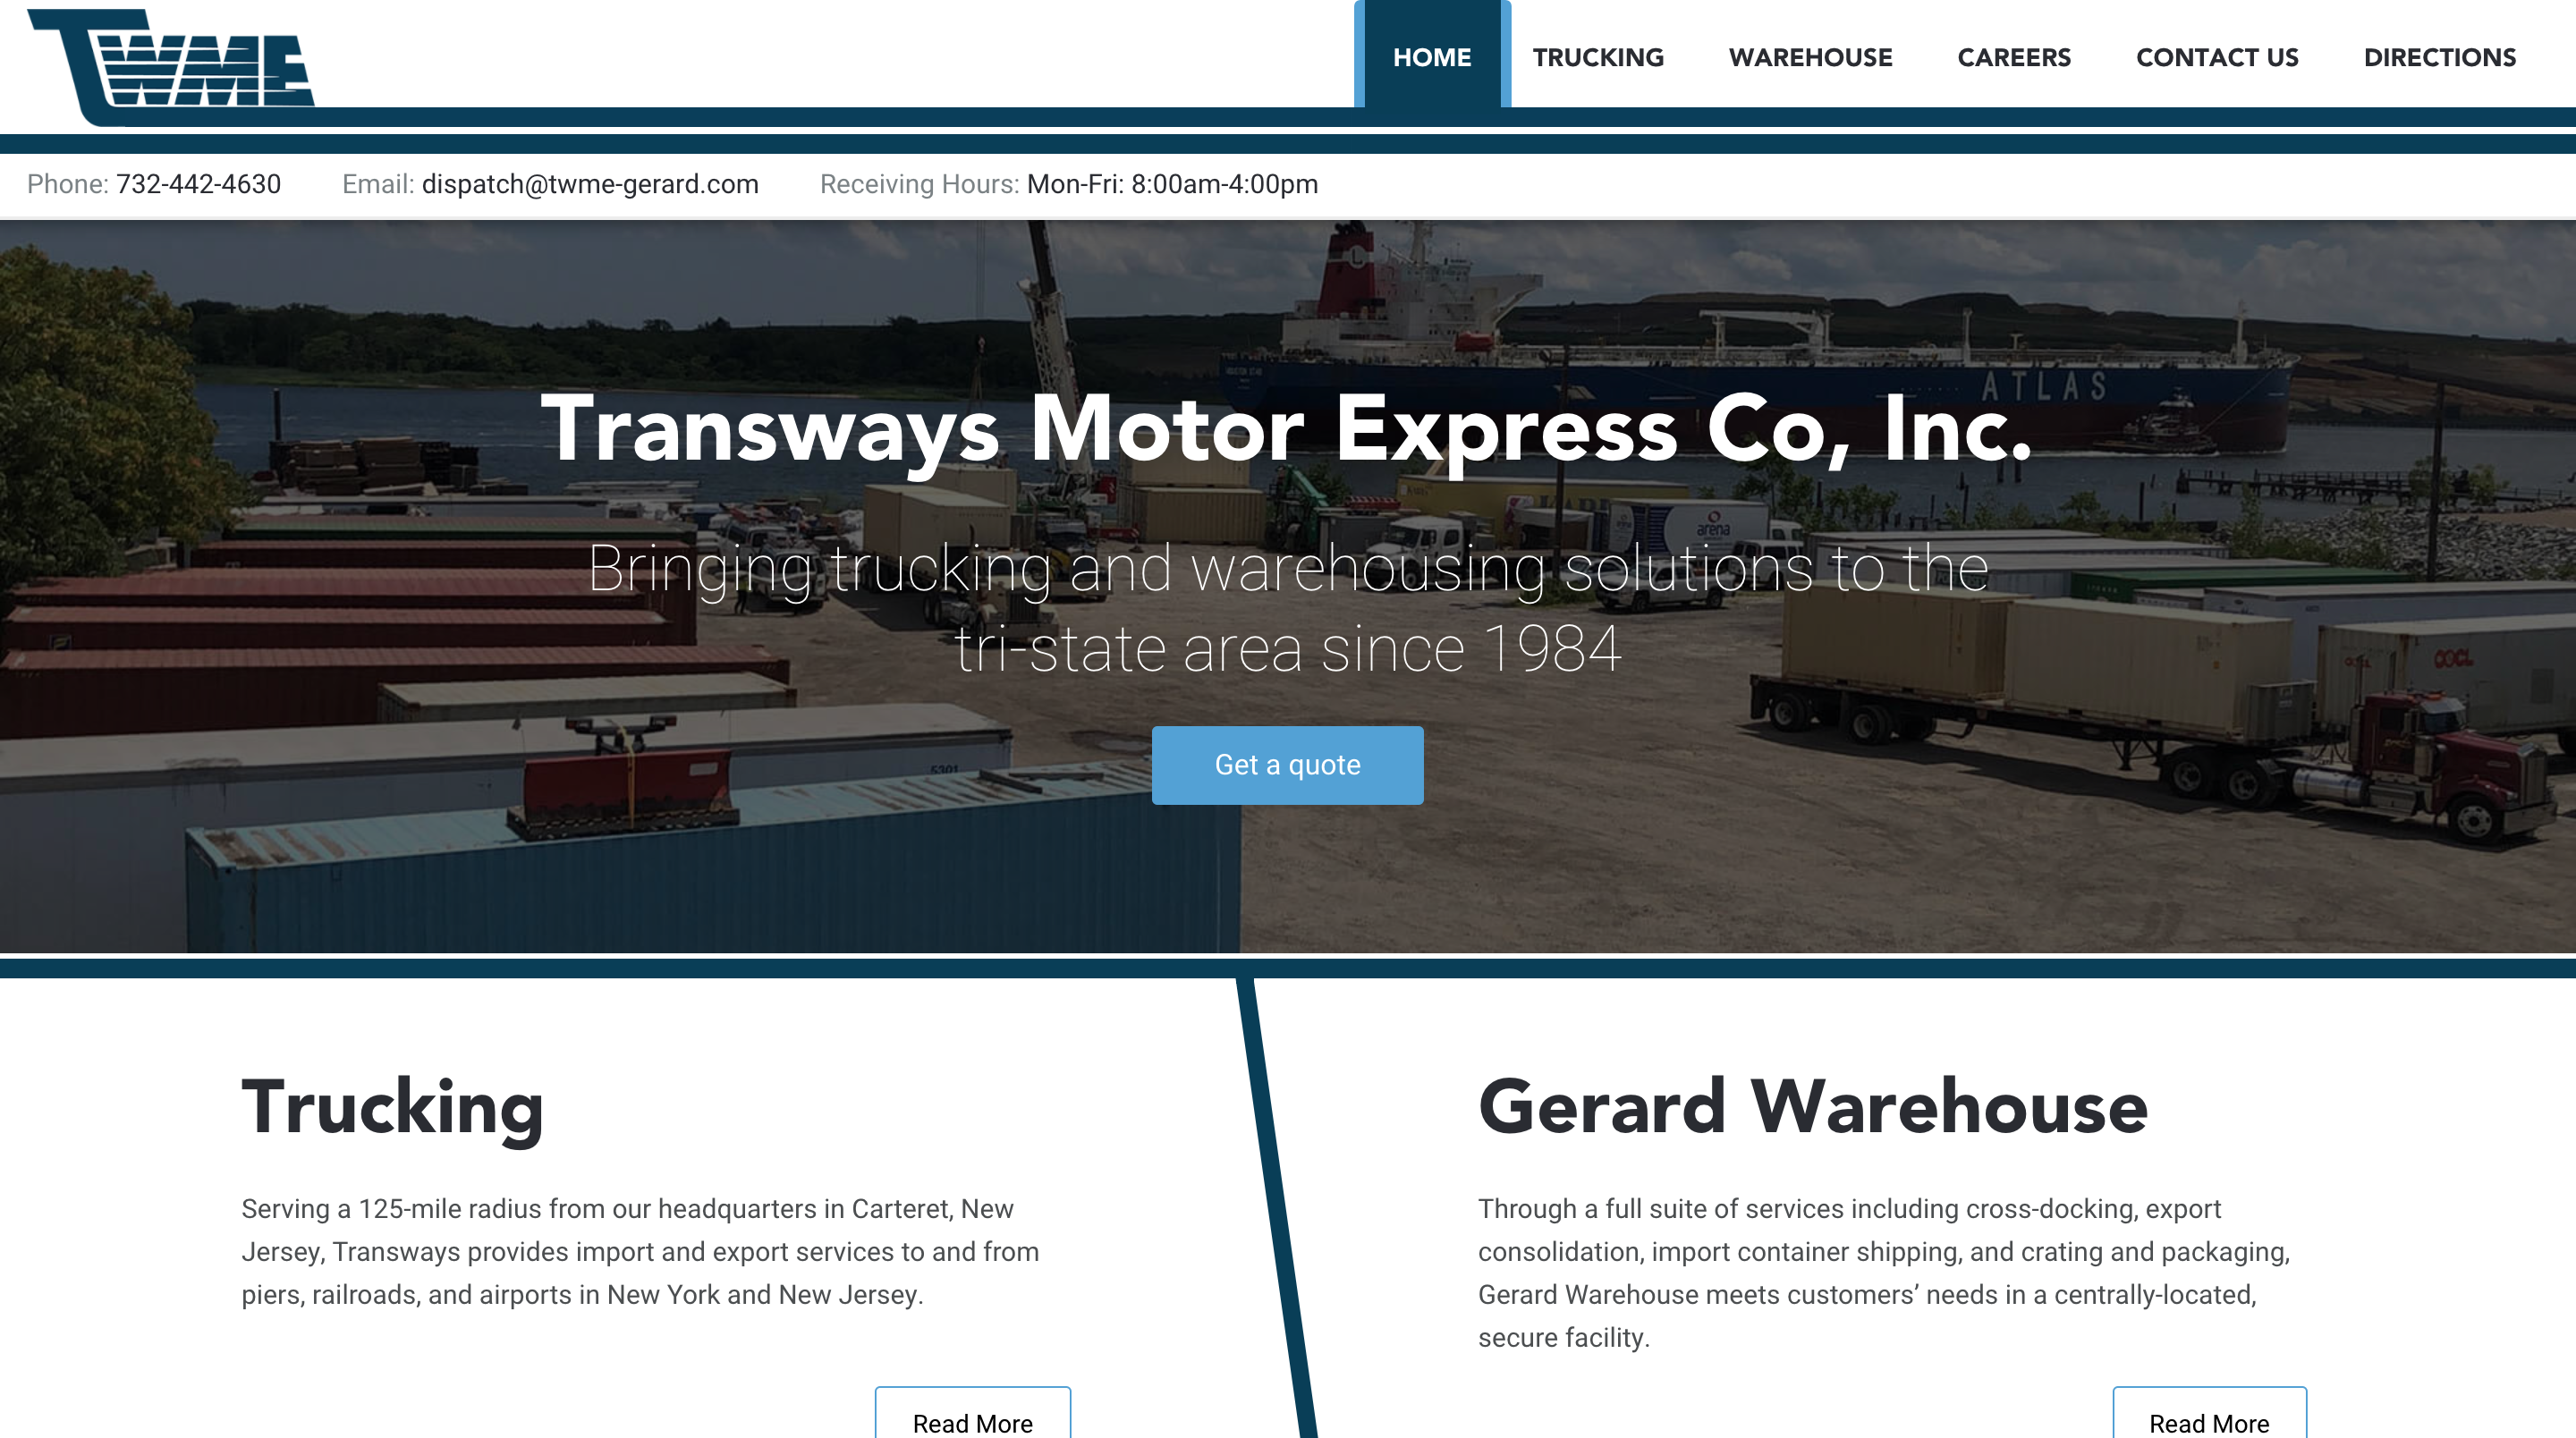 TWME
HOME TRUCKING WAREHOUSE CAREERS CONTACT US DIRECTIONS
Phone: 732-442-4630 Email: dispatch@twme-gerard.com Receiving Hours: Mon-Fri: 8:00am-4:00pm
L
ATLAS
Transways Motor Express Co, Inc.
arena
Bringing trucking and warehousing solutions to the
tri-state area since 1984
OOCL
Get a quote
5301
Trucking
Serving a 125-mile radius from our headquarters in Carteret, New
Jersey, Transways provides import and export services to and from
piers, railroads, and airports in New York and New Jersey.
Read More
Gerard Warehouse
Through a full suite of services including cross-docking, export
consolidation, import container shipping, and crating and packaging,
Gerard Warehouse meets customers’ needs in a centrally-located,
secure facility.
Read More